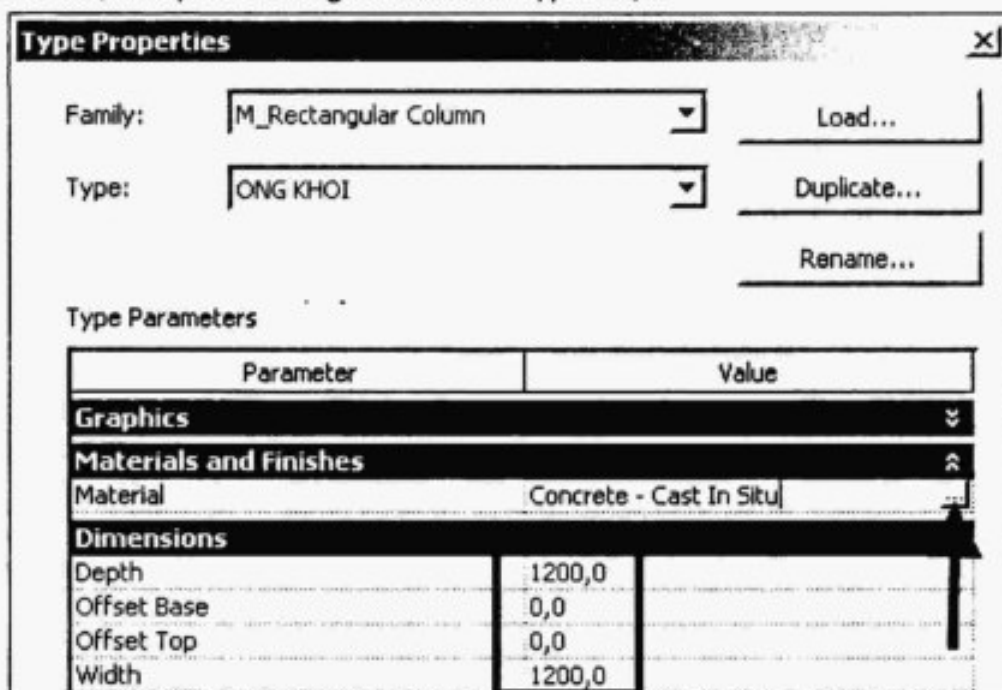 Type Properties
Family: M_Rectangular Column Load...
Type: ONG KHOI Duplicate...
Rename...
Type Parameters
Parameter Value
Graphics
Materials and Finishes
Material Concrete - Cast In Situ ...
Dimensions
Depth 1200,0
Offset Base 0,0
Offset Top 0,0
Width 1200,0